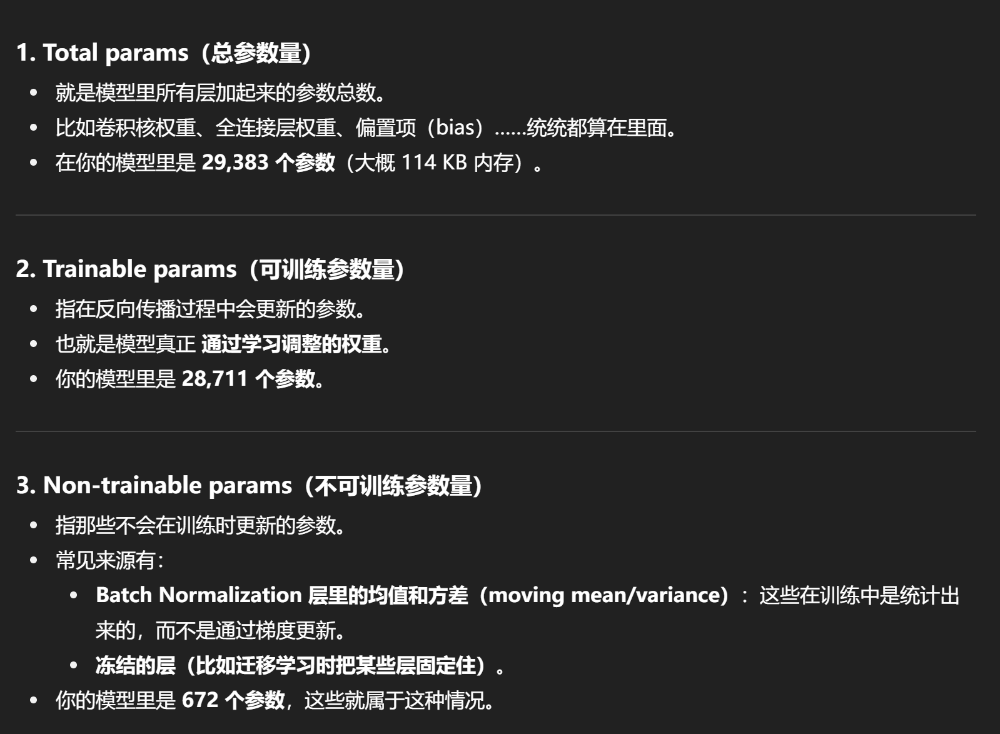 1. Total params（总参数量）
• 就是模型里所有层加起来的参数总数。
• 比如卷积核权重、全连接层权重、偏置项（bias）……统统都算在里面。
• 在你的模型里是 29,383 个参数（大概 114 KB 内存）。
2. Trainable params（可训练参数量）
• 指在反向传播过程中会更新的参数。
• 也就是模型真正 通过学习调整的权重。
• 你的模型里是 28,711 个参数。
3. Non-trainable params（不可训练参数量）
• 指那些不会在训练时更新的参数。
• 常见来源有：
• Batch Normalization 层里的均值和方差（moving mean/variance）：这些在训练中是统计出
来的，而不是通过梯度更新。
• 冻结的层（比如迁移学习时把某些层固定住）。
• 你的模型里是 672 个参数，这些就属于这种情况。